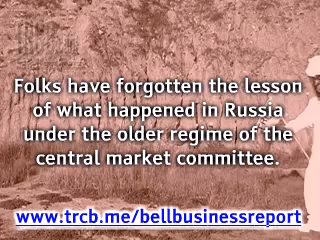 Folks have forgotten the lesson
of what happened in Russia
under the older regime of the
central market committee.
www.trcb.me/bellbusinessreport